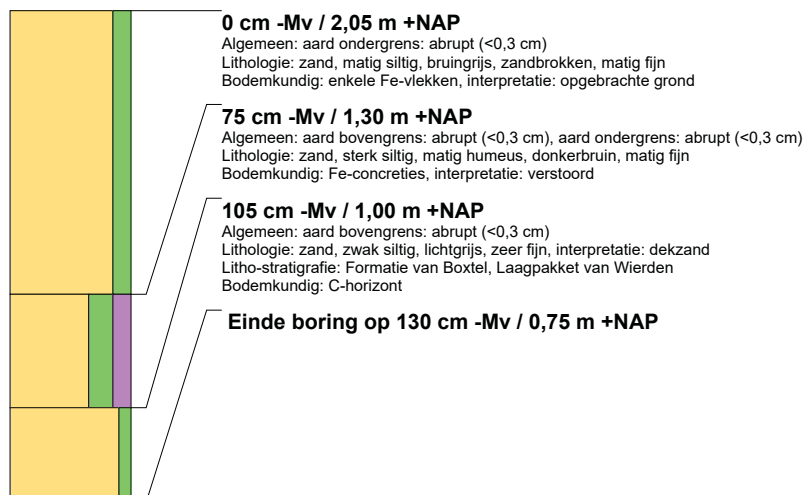 0 cm -Mv / 2,05 m +NAP
Algemeen: aard ondergrens: abrupt (<0,3 cm)
Lithologie: zand, matig siltig, bruingrijs, zandbrokken, matig fijn
Bodemkundig: enkele Fe-vlekken, interpretatie: opgebrachte grond
75 cm -Mv / 1,30 m +NAP
Algemeen: aard bovengrens: abrupt (<0,3 cm), aard ondergrens: abrupt (<0,3 cm)
Lithologie: zand, sterk siltig, matig humeus, donkerbruin, matig fijn
Bodemkundig: Fe-concreties, interpretatie: verstoord
105 cm -Mv / 1,00 m +NAP
Algemeen: aard bovengrens: abrupt (<0,3 cm)
Lithologie: zand, zwak siltig, lichtgrijs, zeer fijn, interpretatie: dekzand
Litho-stratigrafie: Formatie van Boxtel, Laagpakket van Wierden
Bodemkundig: C-horizont
Einde boring op 130 cm -Mv / 0,75 m +NAP